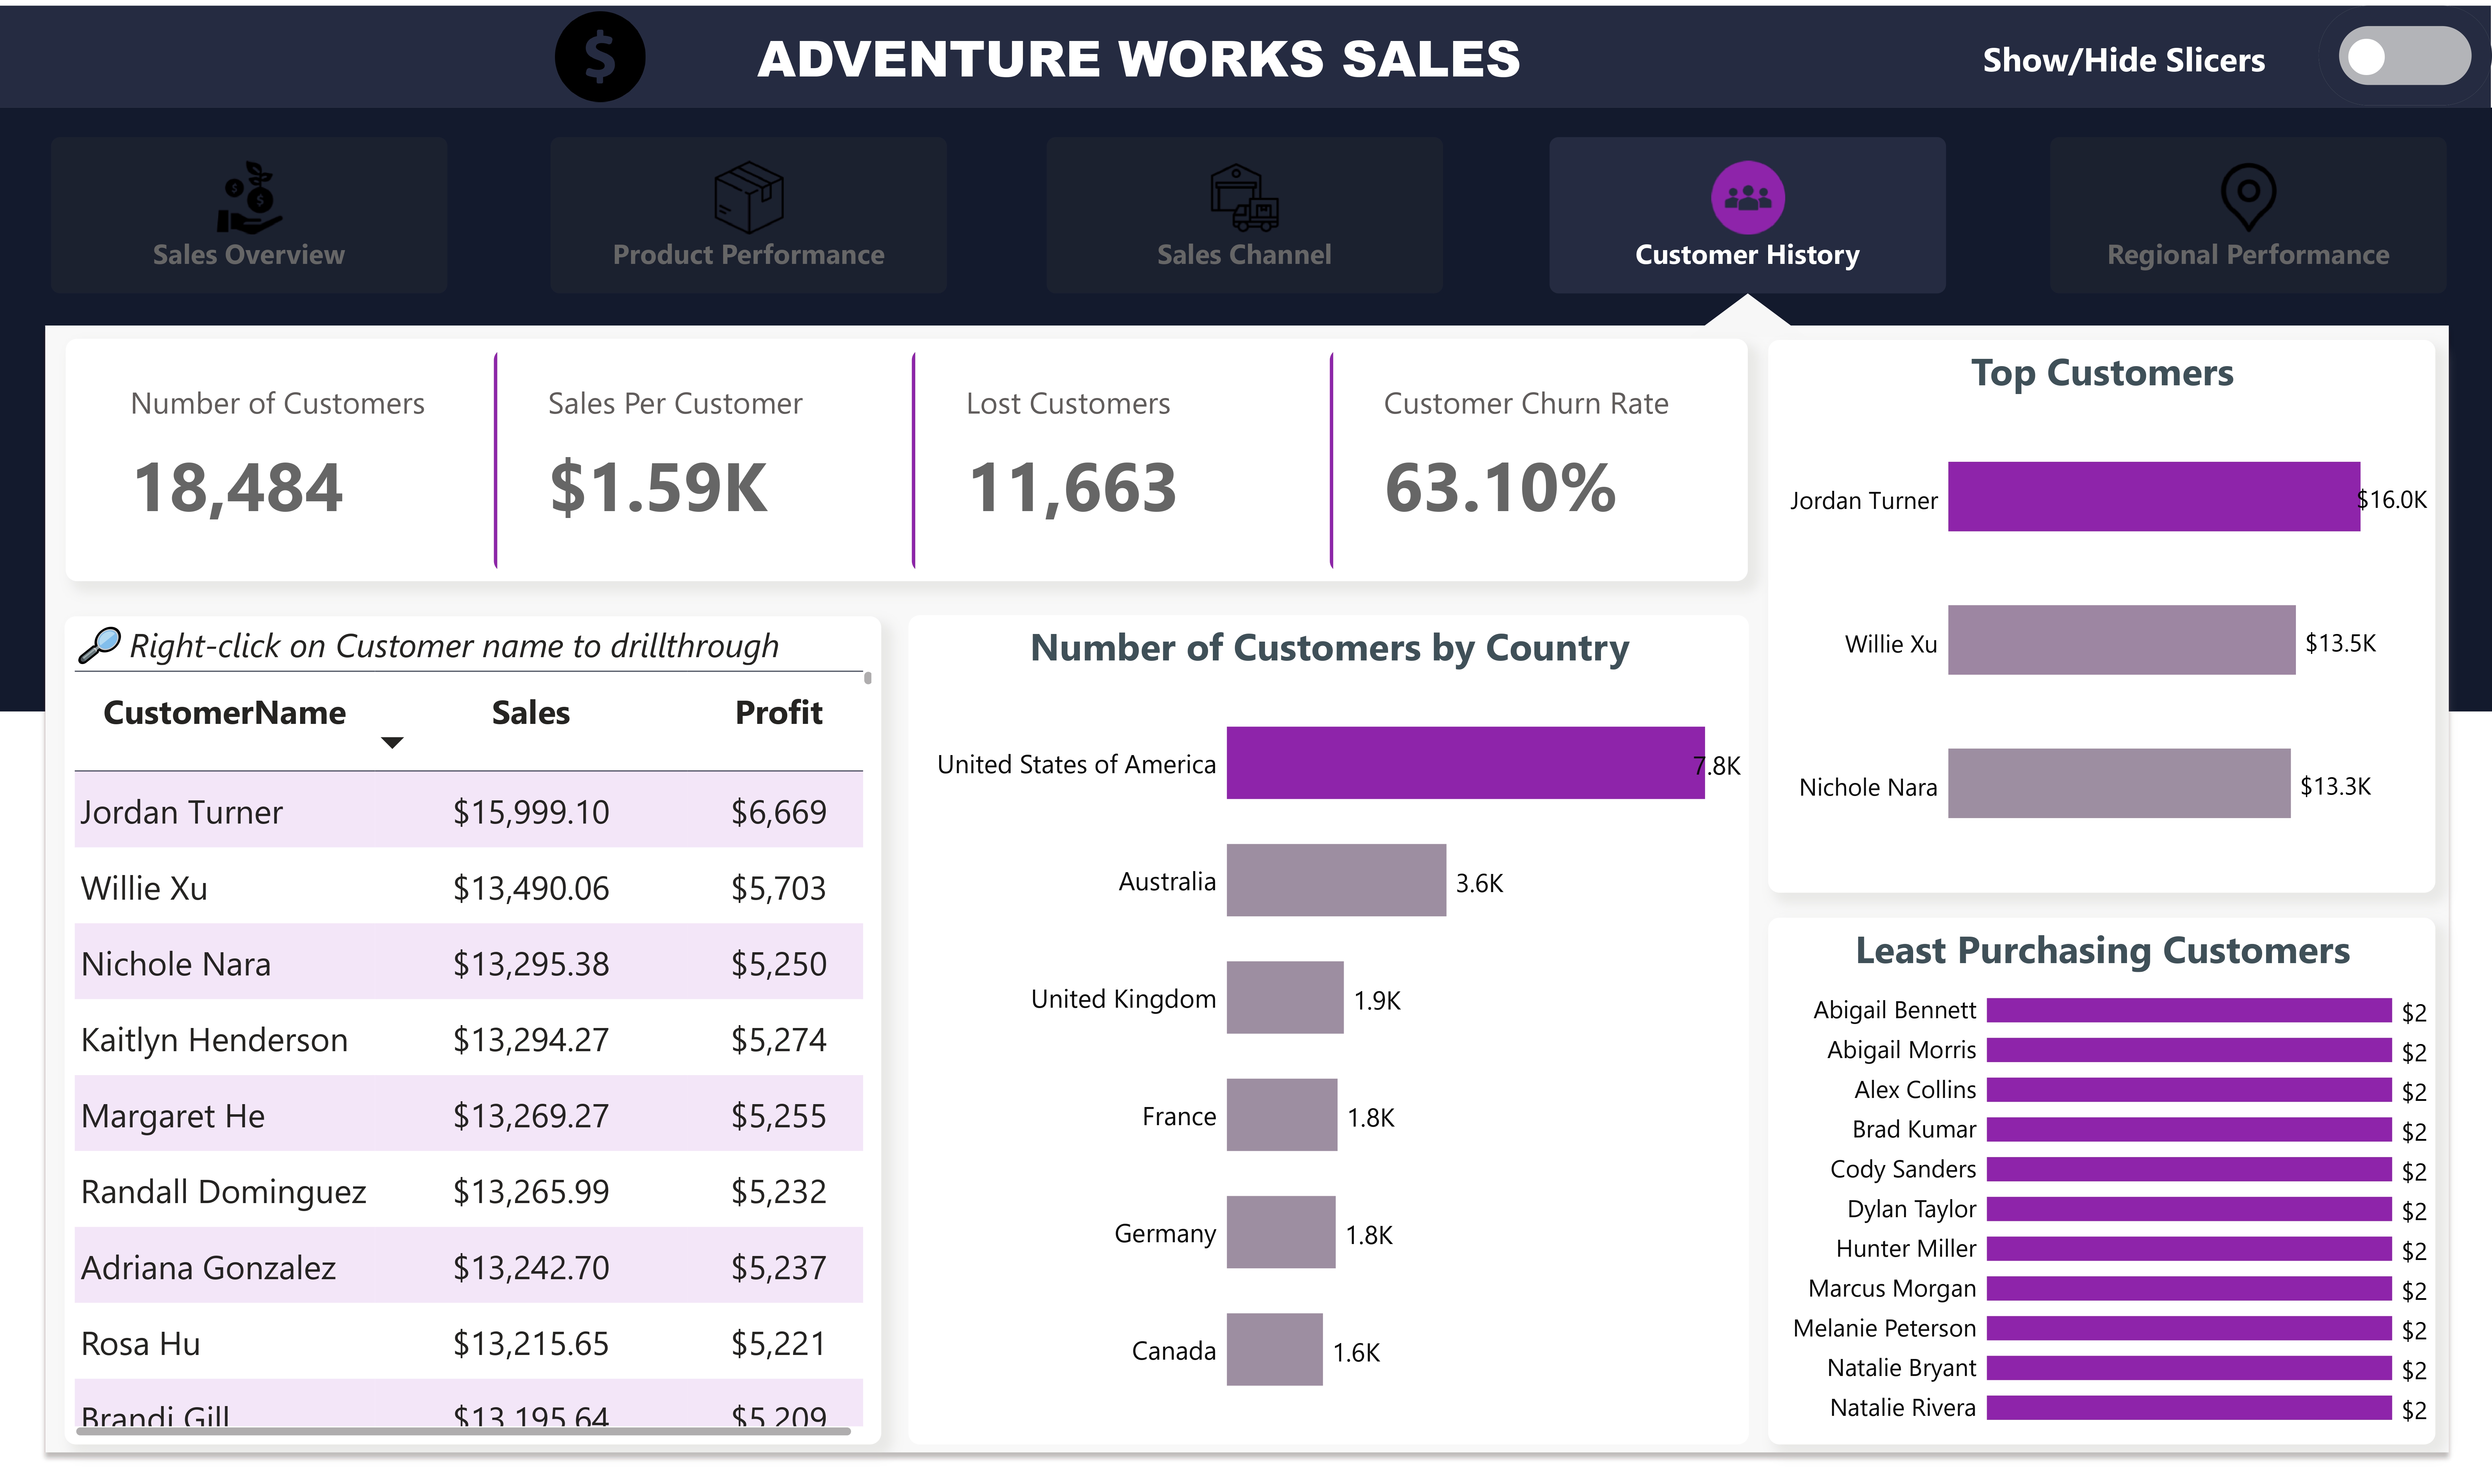 $ ADVENTURE WORKS SALES Show/Hide Slicers
Sales Overview
Product Performance
Sales Channel
Customer History
Regional Performance
Number of Customers
18,484
Sales Per Customer
$1.59K
Lost Customers
11,663
Customer Churn Rate
63.10%
Top Customers
Jordan Turner $16.0K
Willie Xu $13.5K
Nichole Nara $13.3K
Right-click on Customer name to drillthrough
CustomerName Sales Profit
Jordan Turner $15,999.10 $6,669
Willie Xu $13,490.06 $5,703
Nichole Nara $13,295.38 $5,250
Kaitlyn Henderson $13,294.27 $5,274
Margaret He $13,269.27 $5,255
Randall Dominguez $13,265.99 $5,232
Adriana Gonzalez $13,242.70 $5,237
Rosa Hu $13,215.65 $5,221
Brandi Gill $13,195.64 $5,209
Number of Customers by Country
United States of America 7.8K
Australia 3.6K
United Kingdom 1.9K
France 1.8K
Germany 1.8K
Canada 1.6K
Least Purchasing Customers
Abigail Bennett $2
Abigail Morris $2
Alex Collins $2
Brad Kumar $2
Cody Sanders $2
Dylan Taylor $2
Hunter Miller $2
Marcus Morgan $2
Melanie Peterson $2
Natalie Bryant $2
Natalie Rivera $2